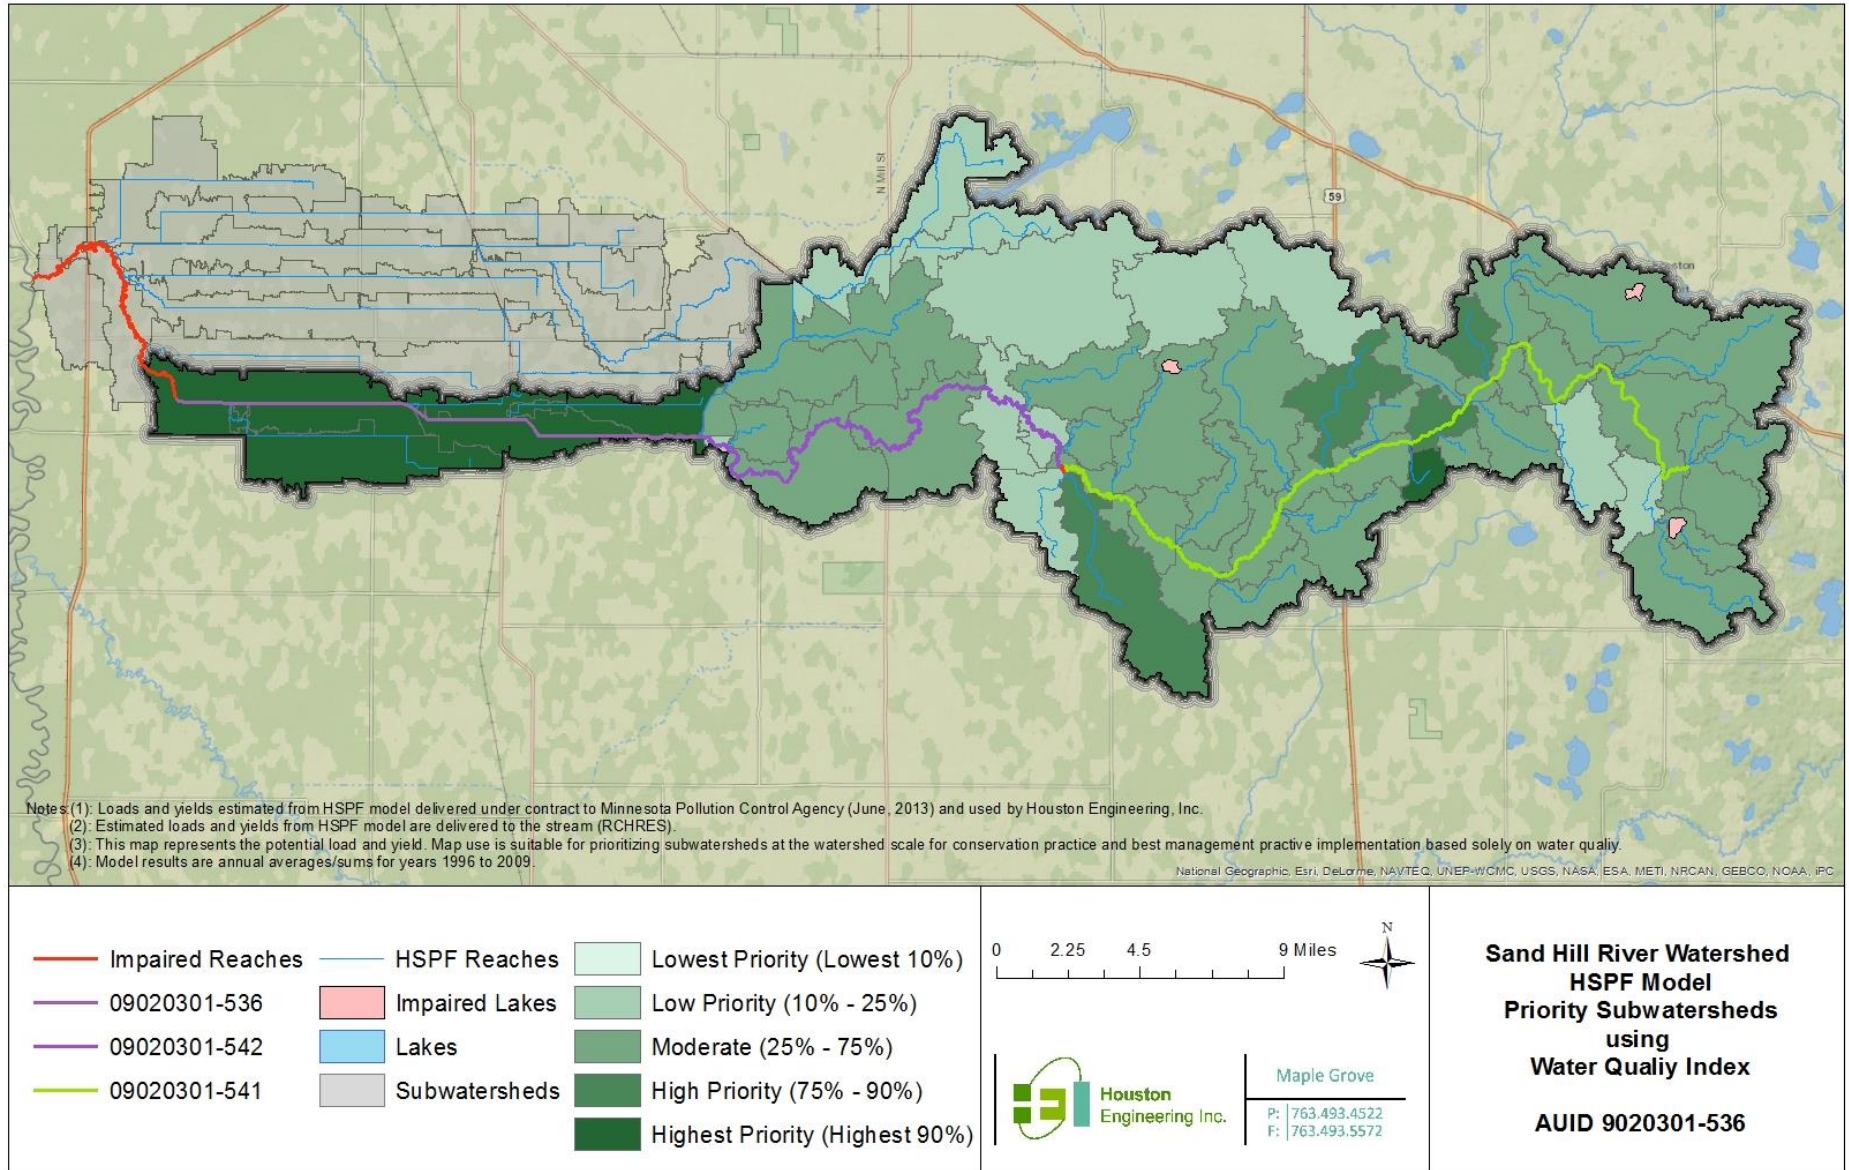 N Mill St
59
Notes:(1): Loads and yields estimated from HSPF model delivered under contract to Minnesota Pollution Control Agency (June, 2013) and used by Houston Engineering, Inc.
(2): Estimated loads and yields from HSPF model are delivered to the stream (RCHRES).
(3): This map represents the potential load and yield. Map use is suitable for prioritizing subwatersheds at the watershed scale for conservation practice and best management practive implementation based solely on water qualiy.
(4): Model results are annual averages/sums for years 1996 to 2009.
National Geographic, Esri, DeLorme, NAVTEQ, UNEP-WCMC, USGS, NASA, ESA, METI, NRCAN, GEBCO, NOAA, iPC
Impaired Reaches
09020301-536
09020301-542
09020301-541
HSPF Reaches
Impaired Lakes
Lakes
Subwatersheds
Lowest Priority (Lowest 10%)
Low Priority (10% - 25%)
Moderate (25% - 75%)
High Priority (75% - 90%)
Highest Priority (Highest 90%)
0 2.25 4.5 9 Miles
N
Houston
Engineering Inc.
Maple Grove
P: 763.493.4522
F: 763.493.5572
Sand Hill River Watershed
HSPF Model
Priority Subwatersheds
using
Water Qualiy Index
AUID 9020301-536